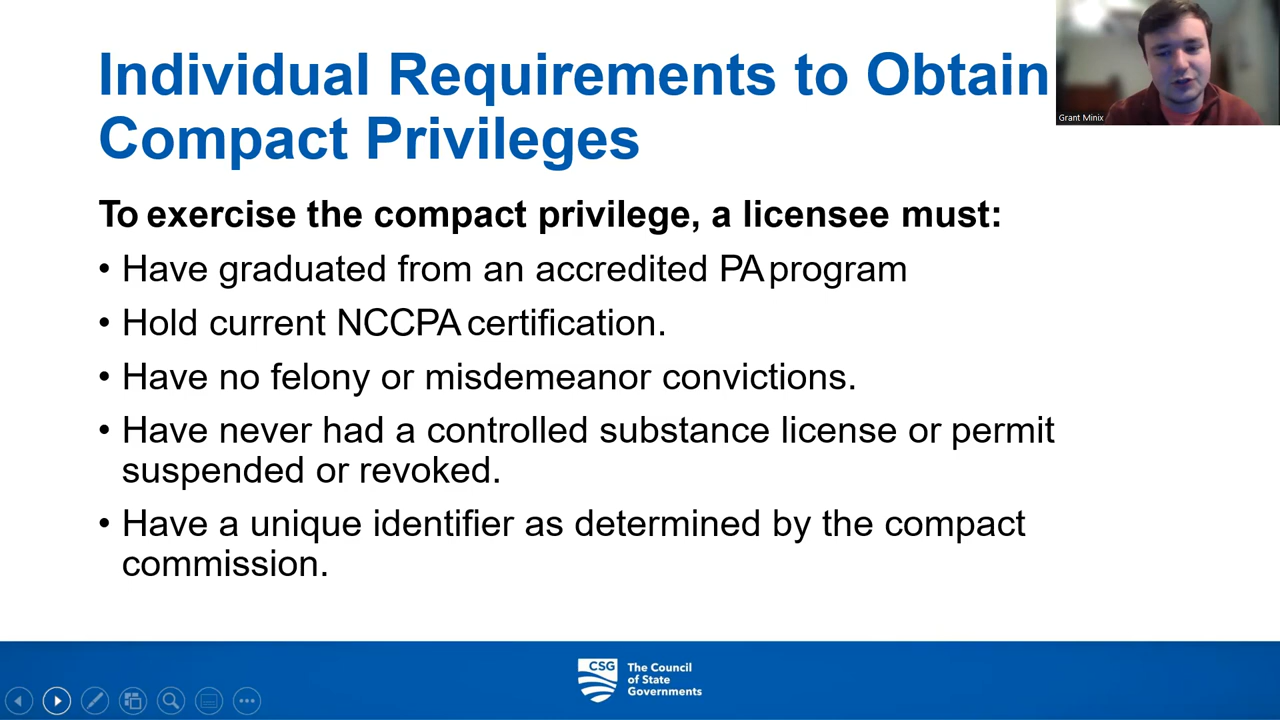 Individual Requirements to Obtain
Compact Privileges
Grant Minix
To exercise the compact privilege, a licensee must:
• Have graduated from an accredited PA program
• Hold current NCCPA certification.
• Have no felony or misdemeanor convictions.
• Have never had a controlled substance license or permit
suspended or revoked.
• Have a unique identifier as determined by the compact
commission.
CSG
The Council
of State
Governments